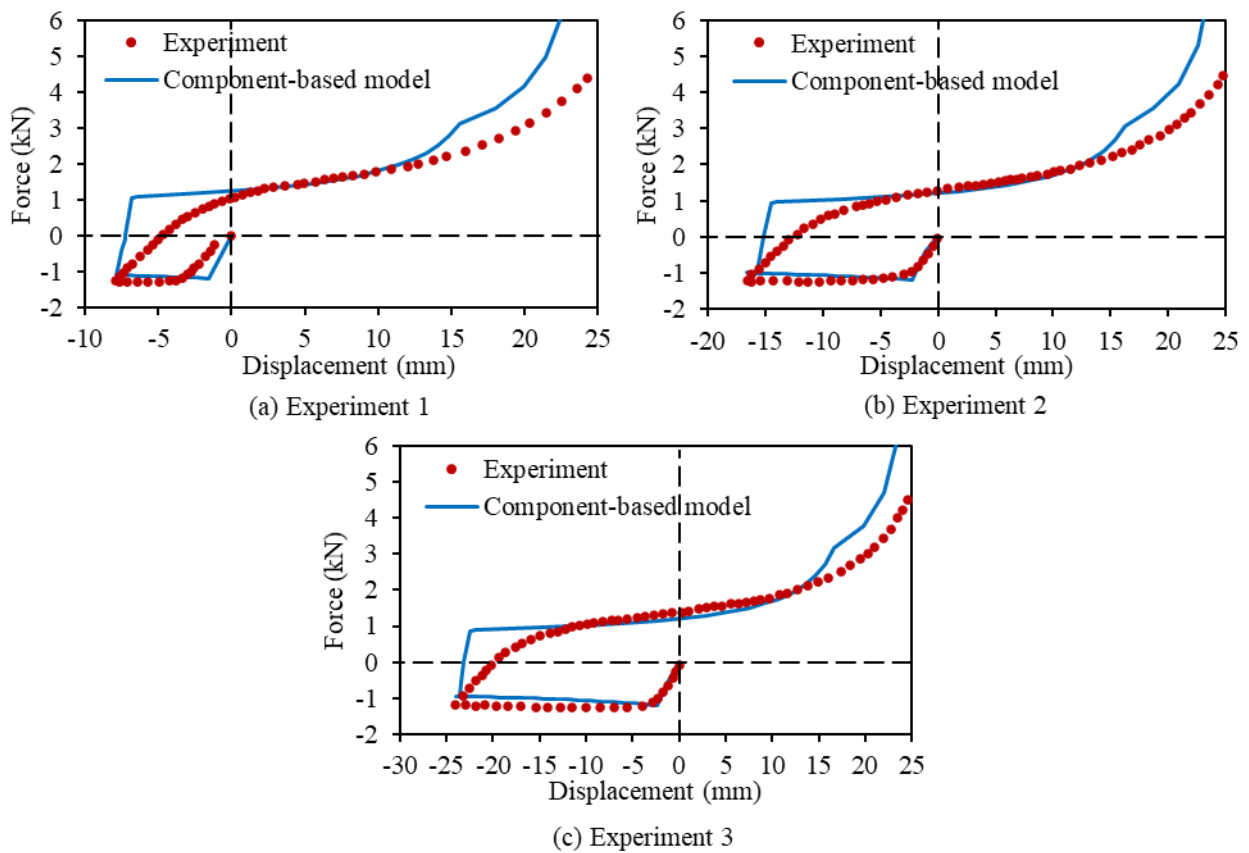 6
5
4
3
2
1
0
-1
-2
Force (kN)
Experiment
Component-based model
-10 -5 0 5 10 15 20 25
Displacement (mm)
(a) Experiment 1
6
5
4
3
2
1
0
-1
-2
Force (kN)
Experiment
Component-based model
-20 -15 -10 -5 0 5 10 15 20 25
Displacement (mm)
(b) Experiment 2
6
5
4
3
2
1
0
-1
-2
Force (kN)
Experiment
Component-based model
-30 -25 -20 -15 -10 -5 0 5 10 15 20 25
Displacement (mm)
(c) Experiment 3